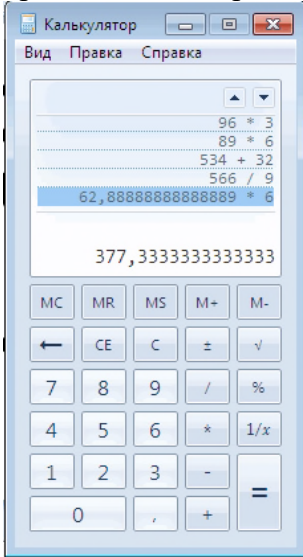 Калькулятор
Вид Правка Справка
96 * 3
89 * 6
534 + 32
566 / 9
62,88888888888889 * 6
377,3333333333333
MC MR MS M+ M-
← CE C ± √
7 8 9 / %
4 5 6 * 1/x
1 2 3 - =
0 , +